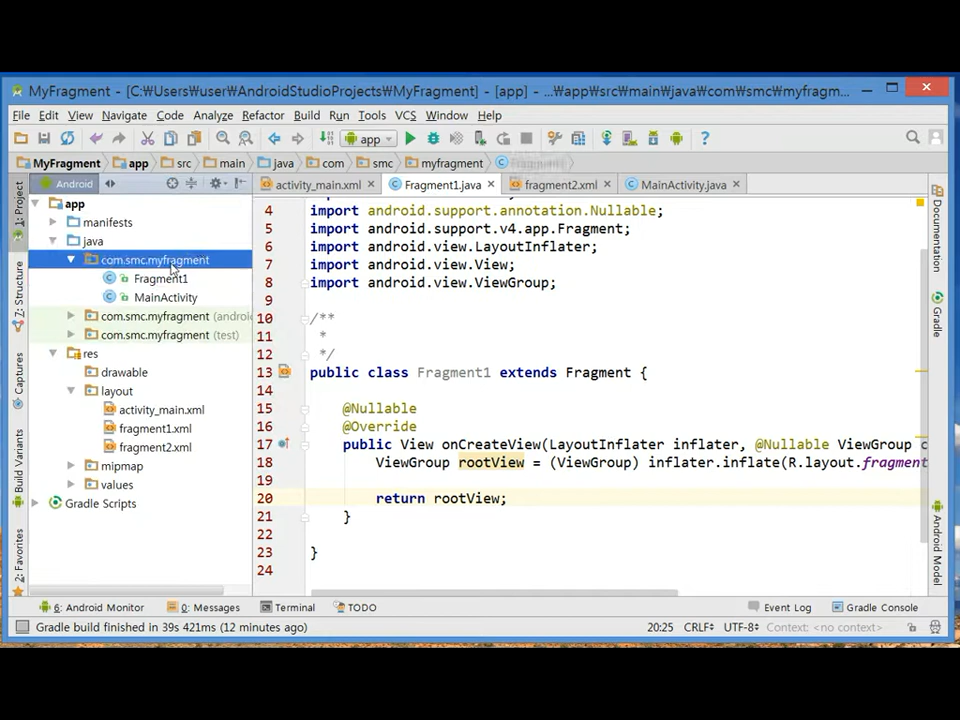 MyFragment - [C:₩Users₩user₩AndroidStudioProjects₩MyFragment] - [app] - ...₩app₩src₩main₩java₩com₩smc₩myfragm...
File Edit View Navigate Code Analyze Refactor Build Run Tools VCS Window Help
app
MyFragment app src main java com smc myfragment Fragment1
1: Project
Android
activity_main.xml Fragment1.java fragment2.xml MainActivity.java
app
manifests
java
com.smc.myfragment
Fragment1
MainActivity
com.smc.myfragment (androi
com.smc.myfragment (test)
res
drawable
layout
activity_main.xml
fragment1.xml
fragment2.xml
mipmap
values
Gradle Scripts
7: Structure
Captures
Build Variants
2: Favorites
4 import android.support.annotation.Nullable;
5 import android.support.v4.app.Fragment;
6 import android.view.LayoutInflater;
7 import android.view.View;
8 import android.view.ViewGroup;
9
10 /**
11 *
12 */
13 public class Fragment1 extends Fragment {
14
15 @Nullable
16 @Override
17 public View onCreateView(LayoutInflater inflater, @Nullable ViewGroup c
18 ViewGroup rootView = (ViewGroup) inflater.inflate(R.layout.fragment
20 return rootView;
21 }
22
23 }
24
Documentation
Gradle
Android Model
6: Android Monitor 0: Messages Terminal TODO Event Log Gradle Console
Gradle build finished in 39s 421ms (12 minutes ago) 20:25 CRLF UTF-8 Context: <no context>